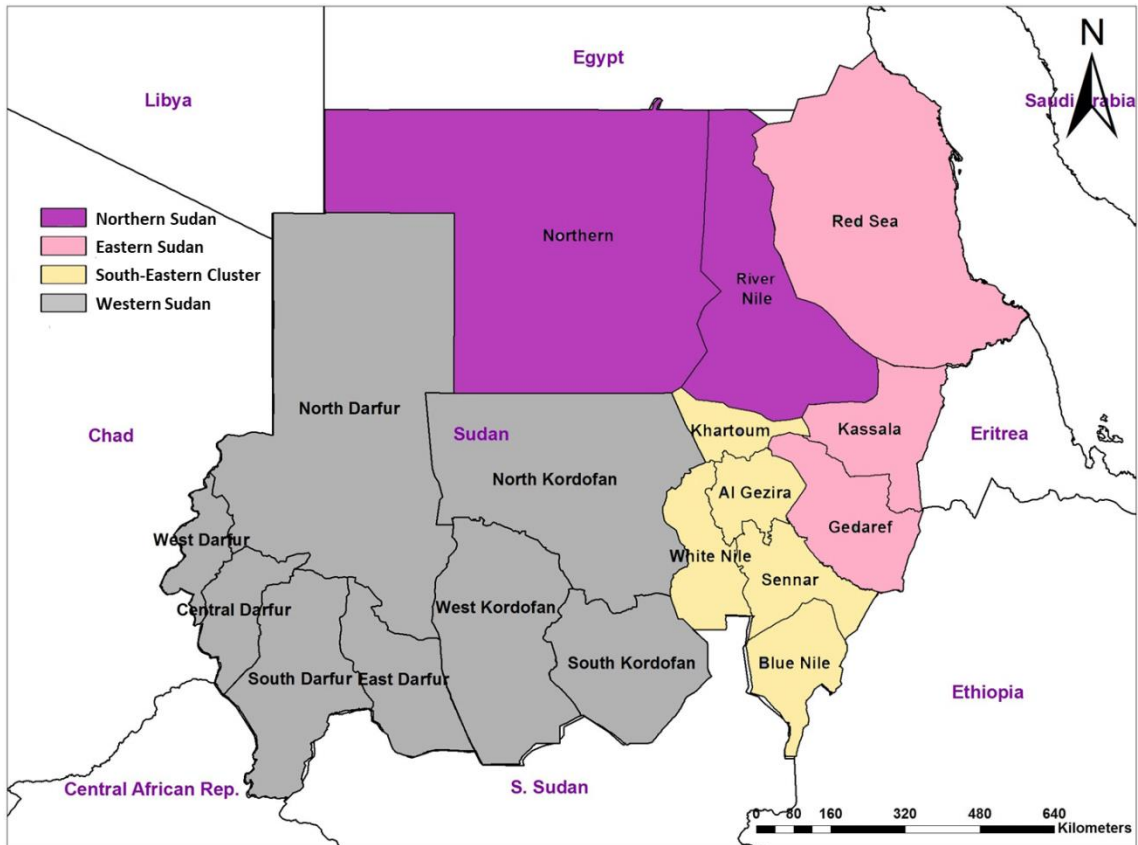 N
Egypt
Libya
Saudi Arabia
Northern Sudan
Eastern Sudan
South-Eastern Cluster
Western Sudan
Northern
Red Sea
River
Nile
North Darfur
Chad
Sudan
Khartoum
Kassala
Eritrea
North Kordofan
Al Gezira
Gedaref
West Darfur
White Nile
Sennar
Central Darfur
West Kordofan
South Kordofan
Blue Nile
South Darfur
East Darfur
Ethiopia
Central African Rep.
S. Sudan
0 80 160 320 480 640
Kilometers